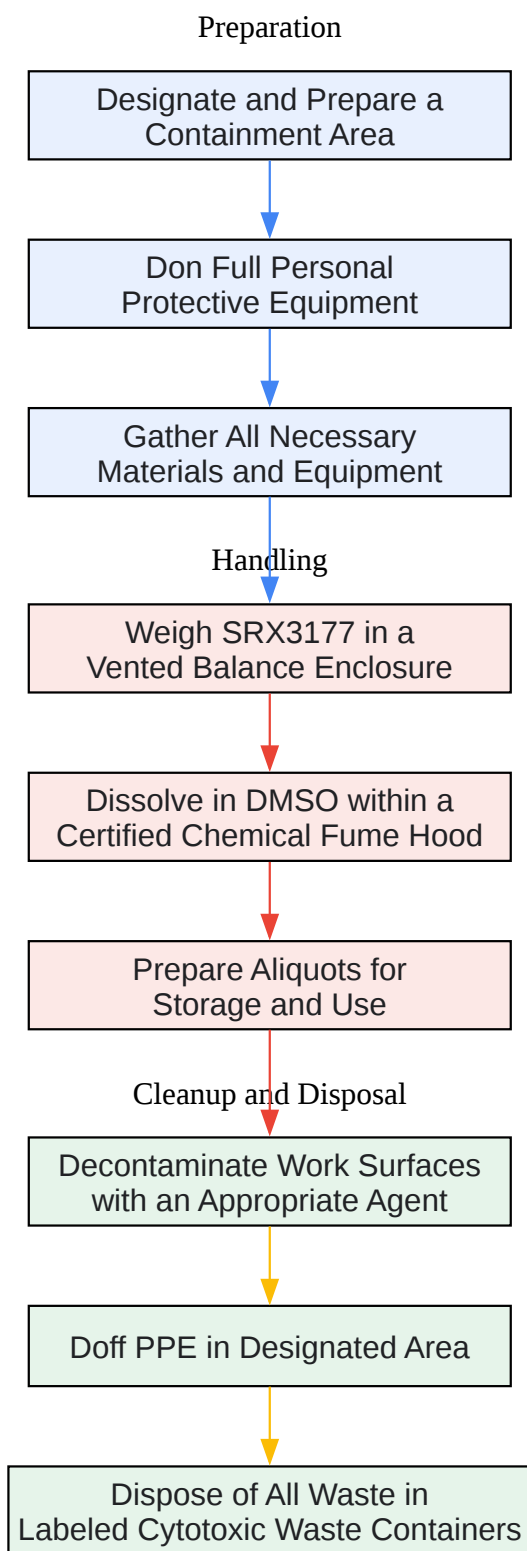 Preparation
Designate and Prepare a
Containment Area
Don Full Personal
Protective Equipment
Gather All Necessary
Materials and Equipment
Handling
Weigh SRX3177 in a
Vented Balance Enclosure
Dissolve in DMSO within a
Certified Chemical Fume Hood
Prepare Aliquots for
Storage and Use
Cleanup and Disposal
Decontaminate Work Surfaces
with an Appropriate Agent
Doff PPE in Designated Area
Dispose of All Waste in
Labeled Cytotoxic Waste Containers